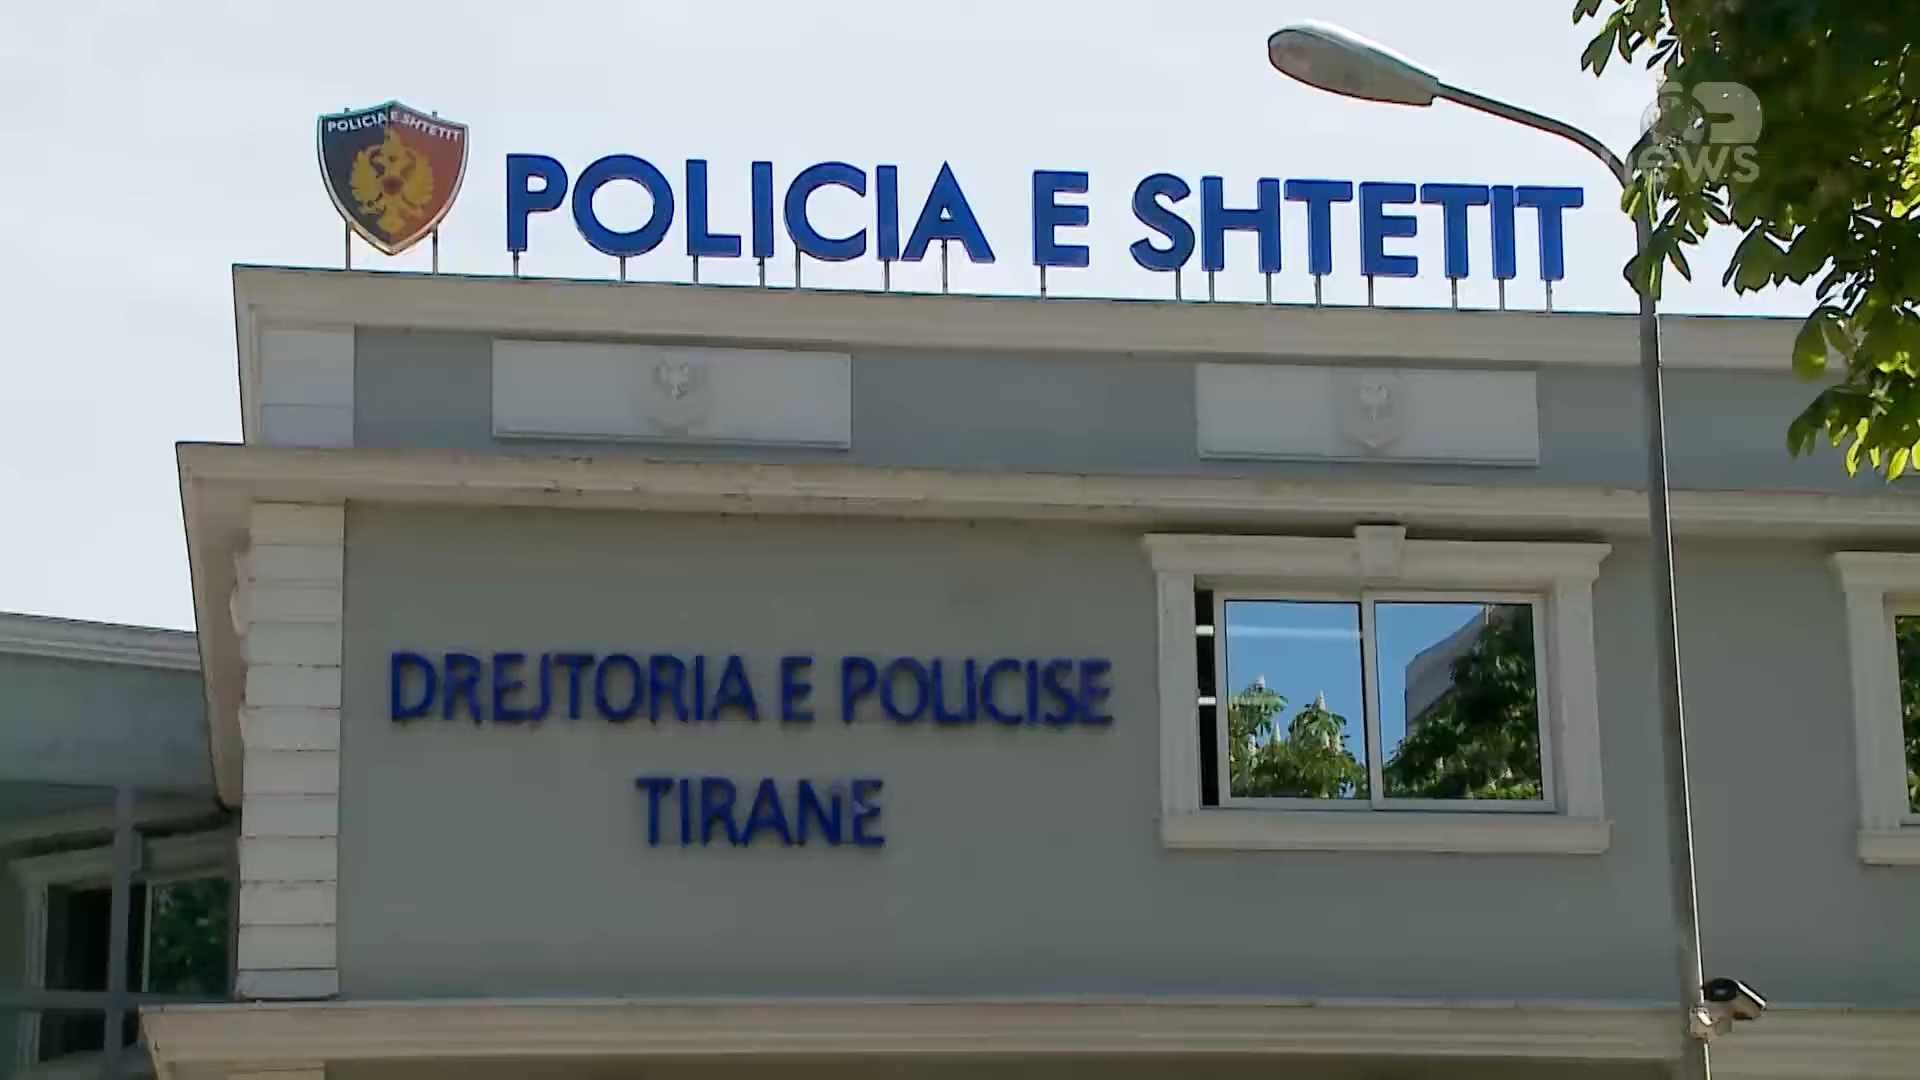 POLICIA E SHTETIT
POLICIA E SHTETIT
news
DREJTORIA E POLICISE
TIRANE